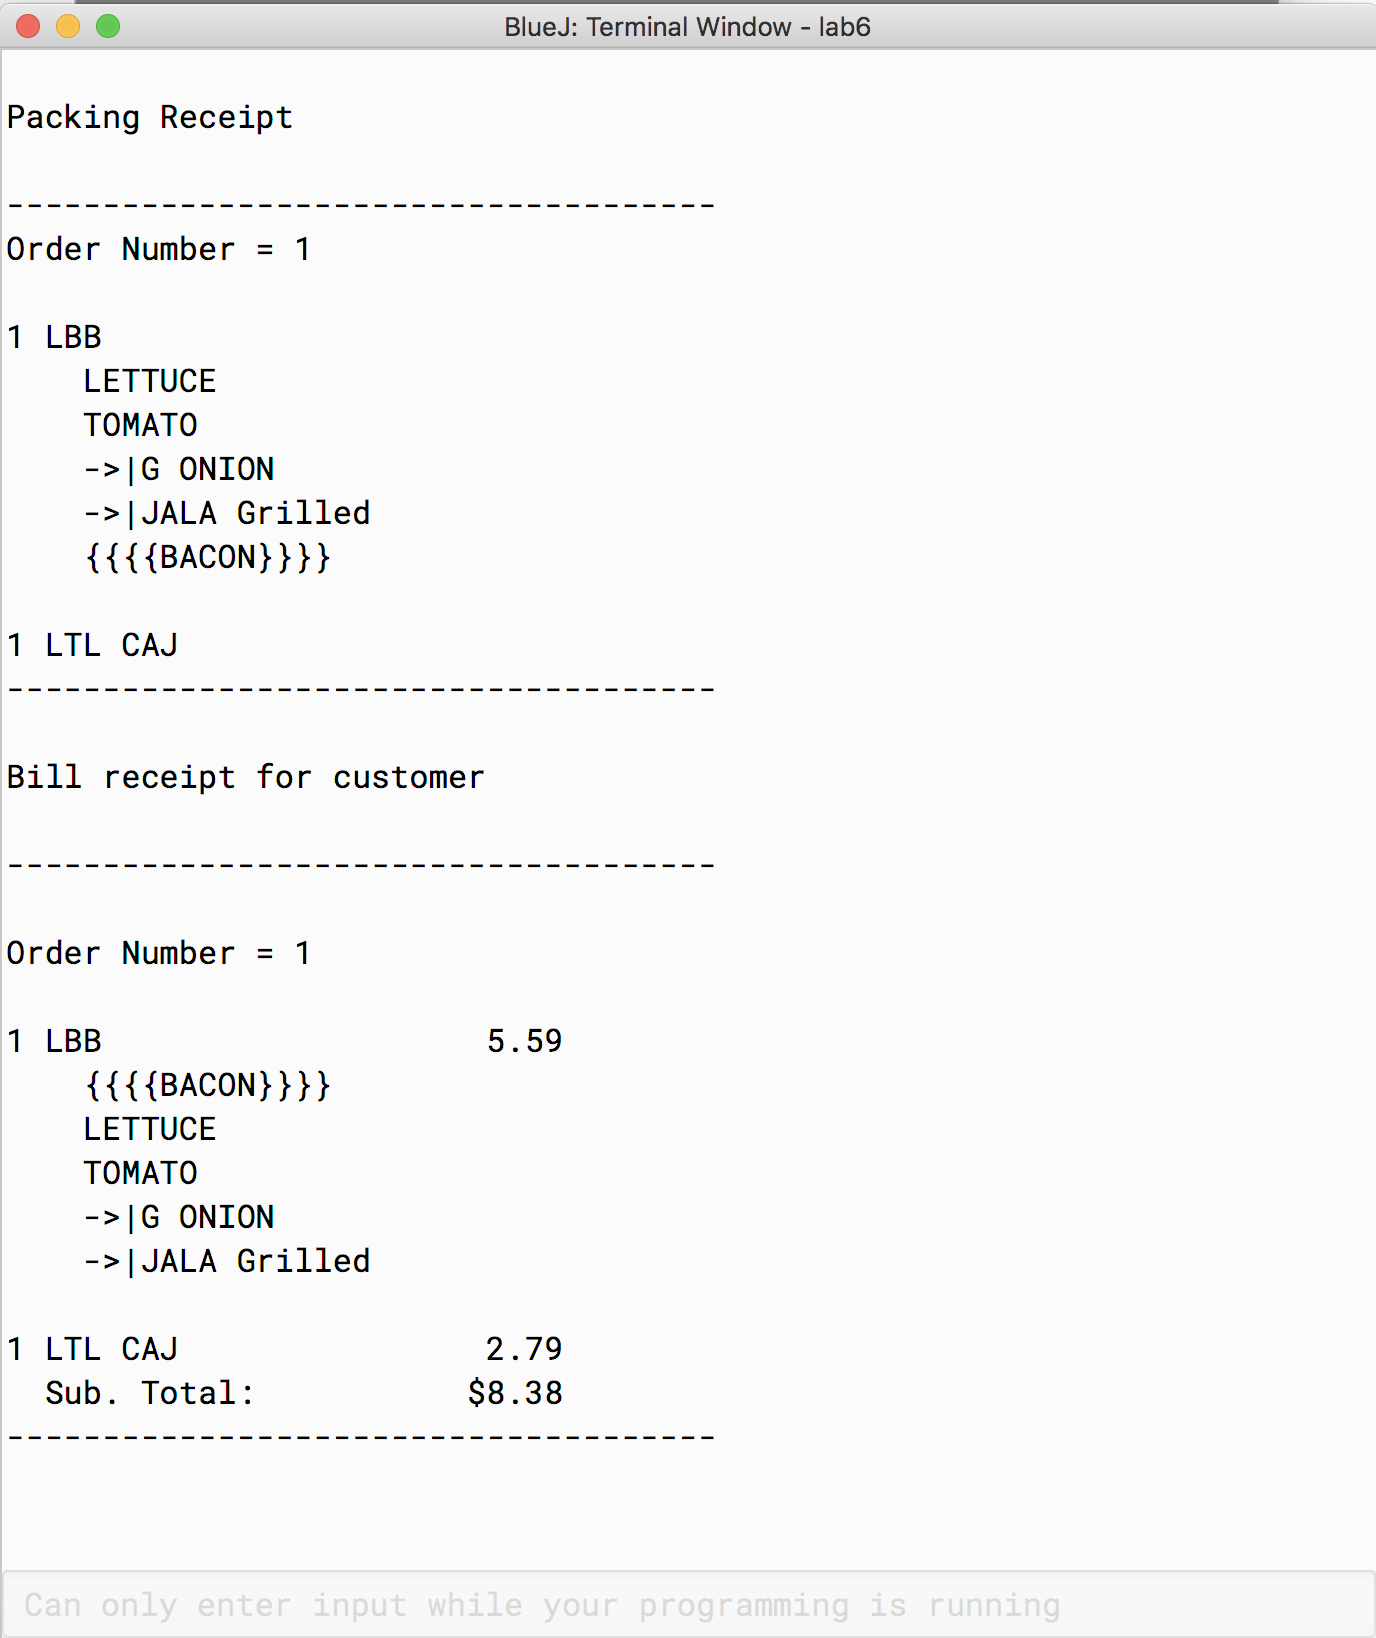 BlueJ: Terminal Window - lab6
Packing Receipt
-------------------------------------
Order Number = 1
1 LBB
    LETTUCE
    TOMATO
    ->|G ONION
    ->|JALA Grilled
    {{{{BACON}}}}
1 LTL CAJ
-------------------------------------
Bill receipt for customer
-------------------------------------
Order Number = 1
1 LBB                    5.59
    {{{{BACON}}}}
    LETTUCE
    TOMATO
    ->|G ONION
    ->|JALA Grilled
1 LTL CAJ                2.79
  Sub. Total:           $8.38
-------------------------------------
Can only enter input while your programming is running